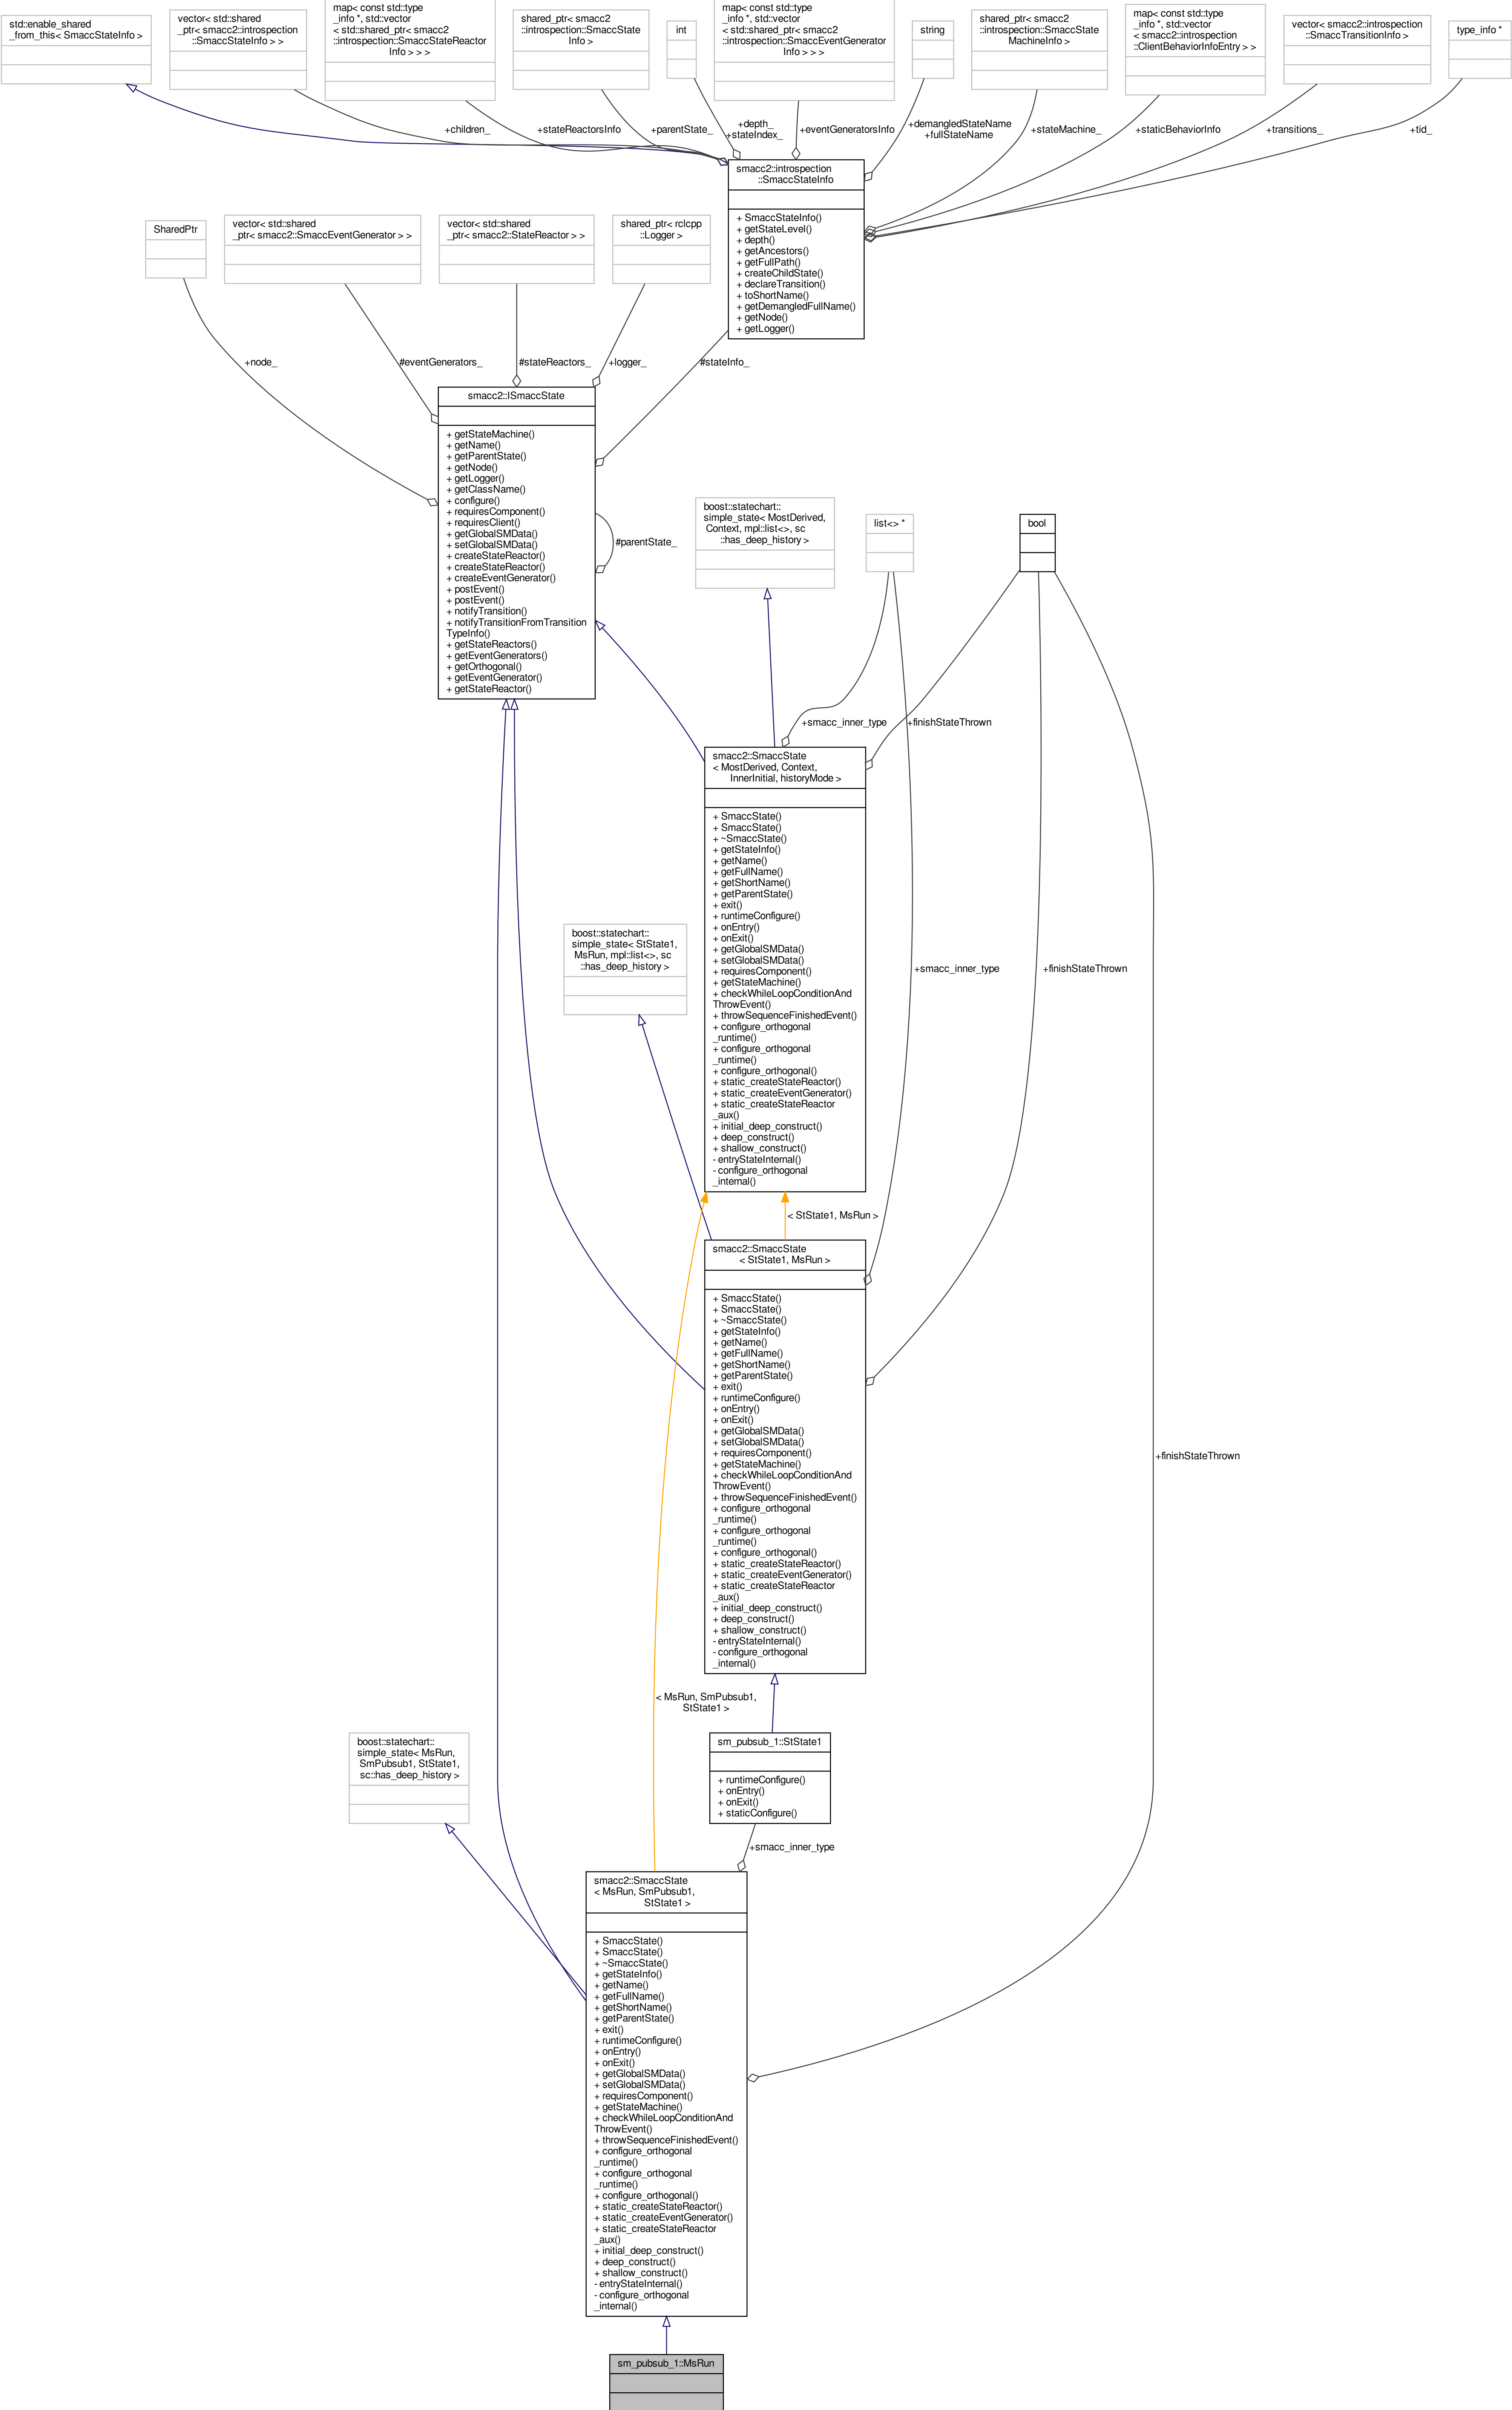 std::enable_shared
_from_this< SmaccStateInfo >
vector< std::shared
_ptr< smacc2::introspection
::SmaccStateInfo > >
map< const std::type
_info *, std::vector
< std::shared_ptr< smacc2
::introspection::SmaccStateReactor
Info > > >
shared_ptr< smacc2
::introspection::SmaccState
Info >
int
map< const std::type
_info *, std::vector
< std::shared_ptr< smacc2
::introspection::SmaccEventGenerator
Info > > >
string
shared_ptr< smacc2
::introspection::SmaccState
MachineInfo >
map< const std::type
_info *, std::vector
< smacc2::introspection
::ClientBehaviorInfoEntry > >
vector< smacc2::introspection
::SmaccTransitionInfo >
type_info *
+children_
+stateReactorsInfo
+parentState_
+depth_
+stateIndex_
+eventGeneratorsInfo
+demangledStateName
+fullStateName
+stateMachine_
+staticBehaviorInfo
+transitions_
+tid_
smacc2::introspection
::SmaccStateInfo
+ SmaccStateInfo()
+ getStateLevel()
+ depth()
+ getAncestors()
+ getFullPath()
+ createChildState()
+ declareTransition()
+ toShortName()
+ getDemangledFullName()
+ getNode()
+ getLogger()
SharedPtr
vector< std::shared
_ptr< smacc2::SmaccEventGenerator > >
vector< std::shared
_ptr< smacc2::StateReactor > >
shared_ptr< rclcpp
::Logger >
+node_
#eventGenerators_
#stateReactors_
+logger_
#stateInfo_
smacc2::ISmaccState
+ getStateMachine()
+ getName()
+ getParentState()
+ getNode()
+ getLogger()
+ getClassName()
+ configure()
+ requiresComponent()
+ requiresClient()
+ getGlobalSMData()
+ setGlobalSMData()
+ createStateReactor()
+ createStateReactor()
+ createEventGenerator()
+ postEvent()
+ postEvent()
+ notifyTransition()
+ notifyTransitionFromTransition
TypeInfo()
+ getStateReactors()
+ getEventGenerators()
+ getOrthogonal()
+ getEventGenerator()
+ getStateReactor()
#parentState_
boost::statechart::
simple_state< MostDerived,
Context, mpl::list<>, sc
::has_deep_history >
list<> *
bool
+smacc_inner_type
+finishStateThrown
smacc2::SmaccState
< MostDerived, Context,
InnerInitial, historyMode >
+ SmaccState()
+ SmaccState()
+ ~SmaccState()
+ getStateInfo()
+ getName()
+ getFullName()
+ getShortName()
+ getParentState()
+ exit()
+ runtimeConfigure()
+ onEntry()
+ onExit()
+ getGlobalSMData()
+ setGlobalSMData()
+ requiresComponent()
+ getStateMachine()
+ checkWhileLoopConditionAnd
ThrowEvent()
+ throwSequenceFinishedEvent()
+ configure_orthogonal
_runtime()
+ configure_orthogonal
_runtime()
+ configure_orthogonal()
+ static_createStateReactor()
+ static_createEventGenerator()
+ static_createStateReactor
_aux()
+ initial_deep_construct()
+ deep_construct()
+ shallow_construct()
- entryStateInternal()
- configure_orthogonal
_internal()
boost::statechart::
simple_state< StState1,
MsRun, mpl::list<>, sc
::has_deep_history >
+smacc_inner_type
+finishStateThrown
< StState1, MsRun >
smacc2::SmaccState
< StState1, MsRun >
+ SmaccState()
+ SmaccState()
+ ~SmaccState()
+ getStateInfo()
+ getName()
+ getFullName()
+ getShortName()
+ getParentState()
+ exit()
+ runtimeConfigure()
+ onEntry()
+ onExit()
+ getGlobalSMData()
+ setGlobalSMData()
+ requiresComponent()
+ getStateMachine()
+ checkWhileLoopConditionAnd
ThrowEvent()
+ throwSequenceFinishedEvent()
+ configure_orthogonal
_runtime()
+ configure_orthogonal
_runtime()
+ configure_orthogonal()
+ static_createStateReactor()
+ static_createEventGenerator()
+ static_createStateReactor
_aux()
+ initial_deep_construct()
+ deep_construct()
+ shallow_construct()
- entryStateInternal()
- configure_orthogonal
_internal()
+finishStateThrown
< MsRun, SmPubsub1,
StState1 >
boost::statechart::
simple_state< MsRun,
SmPubsub1, StState1,
sc::has_deep_history >
sm_pubsub_1::StState1
+ runtimeConfigure()
+ onEntry()
+ onExit()
+ staticConfigure()
+smacc_inner_type
smacc2::SmaccState
< MsRun, SmPubsub1,
StState1 >
+ SmaccState()
+ SmaccState()
+ ~SmaccState()
+ getStateInfo()
+ getName()
+ getFullName()
+ getShortName()
+ getParentState()
+ exit()
+ runtimeConfigure()
+ onEntry()
+ onExit()
+ getGlobalSMData()
+ setGlobalSMData()
+ requiresComponent()
+ getStateMachine()
+ checkWhileLoopConditionAnd
ThrowEvent()
+ throwSequenceFinishedEvent()
+ configure_orthogonal
_runtime()
+ configure_orthogonal
_runtime()
+ configure_orthogonal()
+ static_createStateReactor()
+ static_createEventGenerator()
+ static_createStateReactor
_aux()
+ initial_deep_construct()
+ deep_construct()
+ shallow_construct()
- entryStateInternal()
- configure_orthogonal
_internal()
sm_pubsub_1::MsRun